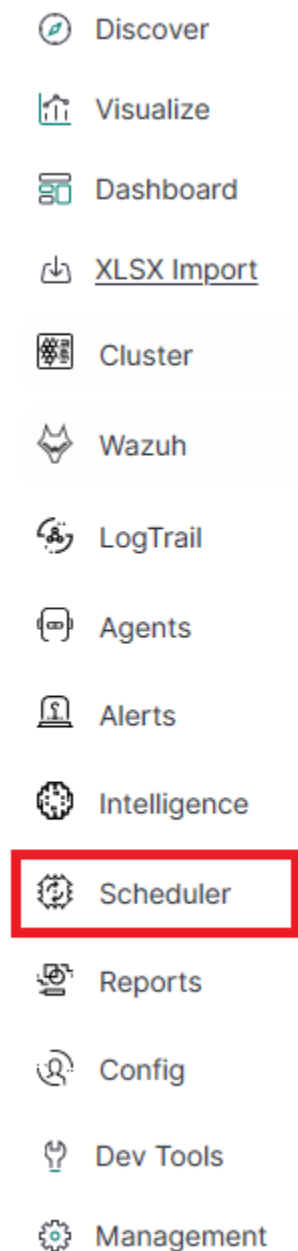 Discover
Visualize
Dashboard
XLSX Import
Cluster
Wazuh
LogTrail
Agents
Alerts
Intelligence
Scheduler
Reports
Config
Dev Tools
Management